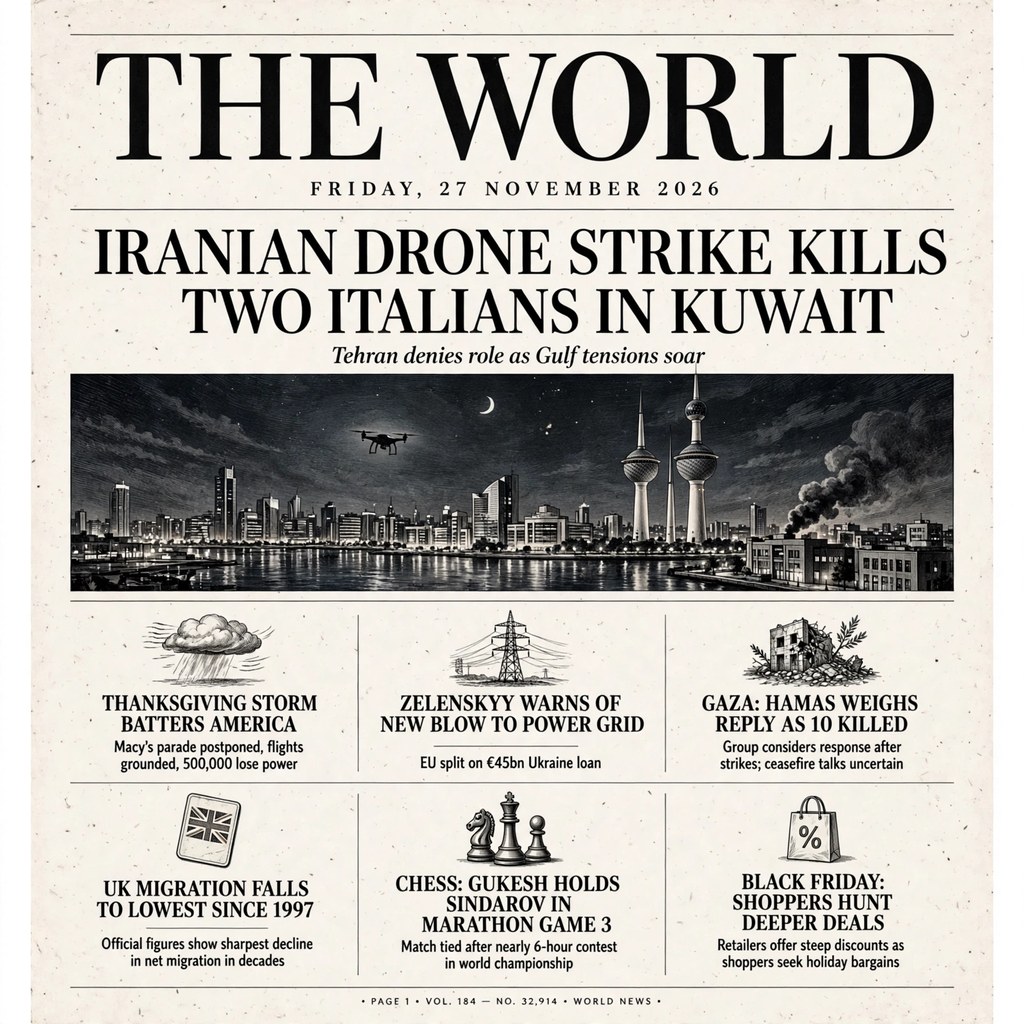 THE WORLD
FRIDAY, 27 NOVEMBER 2026
IRANIAN DRONE STRIKE KILLS
TWO ITALIANS IN KUWAIT
Tehran denies role as Gulf tensions soar
THANKSGIVING STORM
BATTERS AMERICA
Macy's parade postponed, flights
grounded, 500,000 lose power
ZELENSKYY WARNS OF
NEW BLOW TO POWER GRID
EU split on €45bn Ukraine loan
GAZA: HAMAS WEIGHS
REPLY AS 10 KILLED
Group considers response after
strikes; ceasefire talks uncertain
UK MIGRATION FALLS
TO LOWEST SINCE 1997
Official figures show sharpest decline
in net migration in decades
CHESS: GUKESH HOLDS
SINDAROV IN
MARATHON GAME 3
Match tied after nearly 6-hour contest
in world championship
%
BLACK FRIDAY:
SHOPPERS HUNT
DEEPER DEALS
Retailers offer steep discounts as
shoppers seek holiday bargains
• PAGE 1 • VOL. 184 — NO. 32,914 • WORLD NEWS •